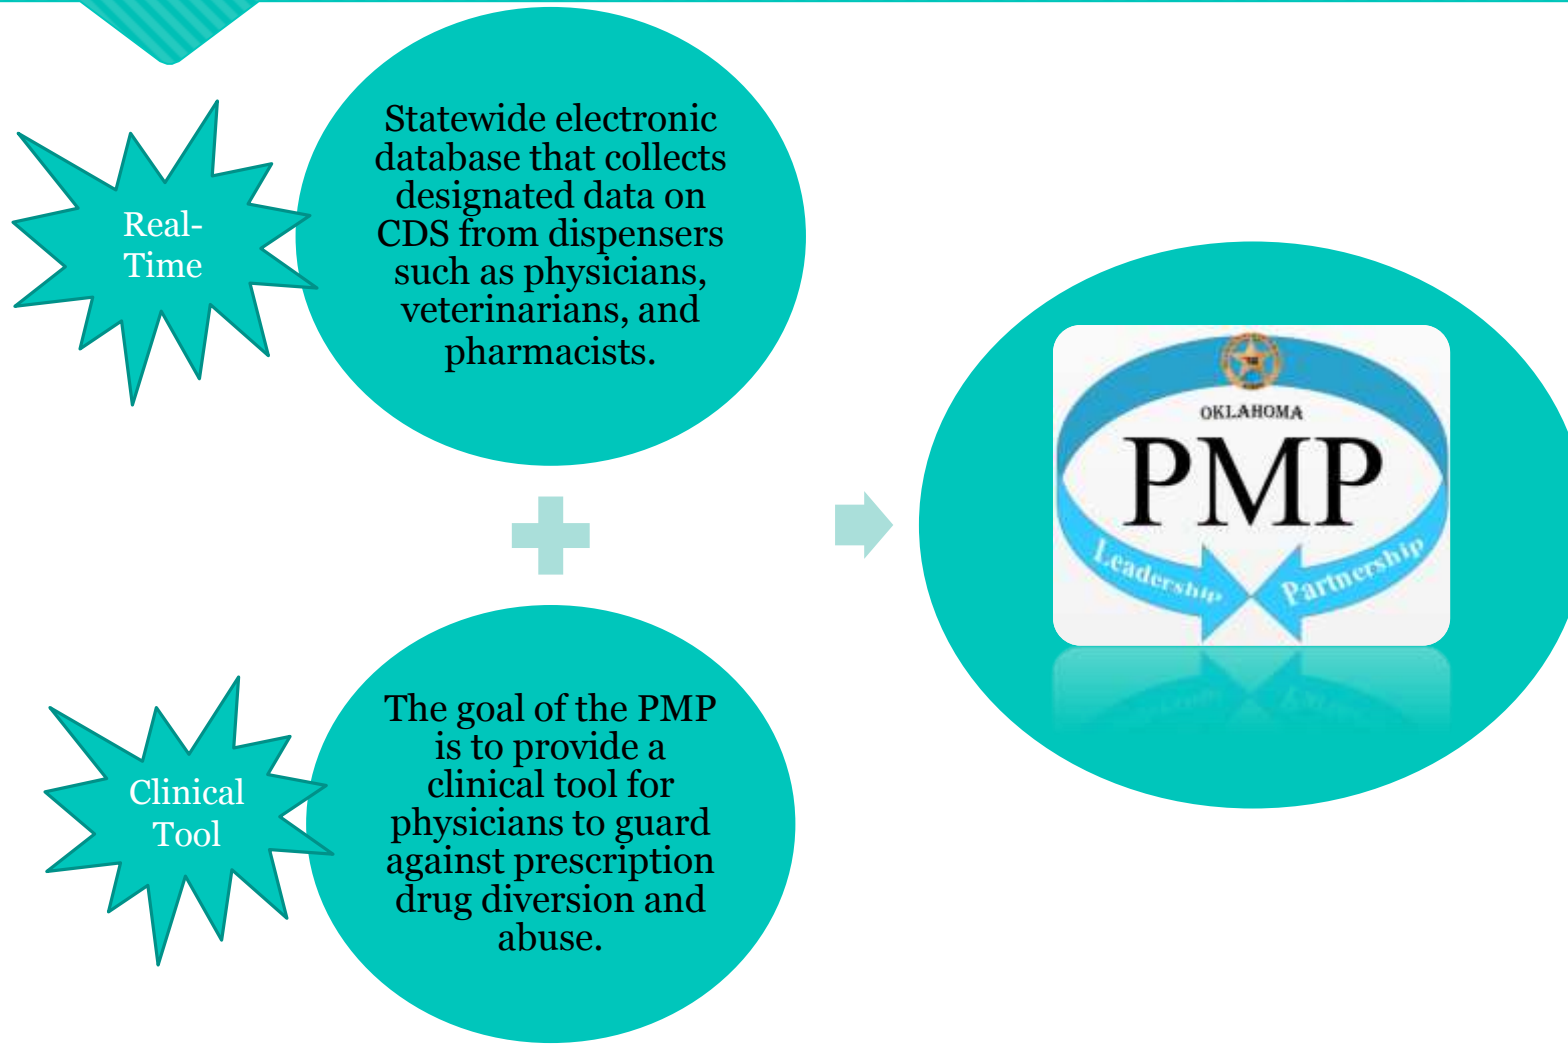 Real-
Time
Statewide electronic
database that collects
designated data on
CDS from dispensers
such as physicians,
veterinarians, and
pharmacists.
Clinical
Tool
The goal of the PMP
is to provide a
clinical tool for
physicians to guard
against prescription
drug diversion and
abuse.
OKLAHOMA
PMP
Leadership
Partnership